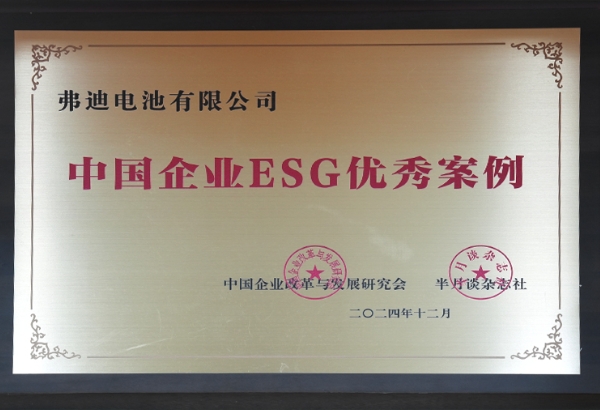 弗迪电池有限公司
中国企业ESG优秀案例
中国企业改革与发展研究会 半月谈杂志社
二〇二四年十二月